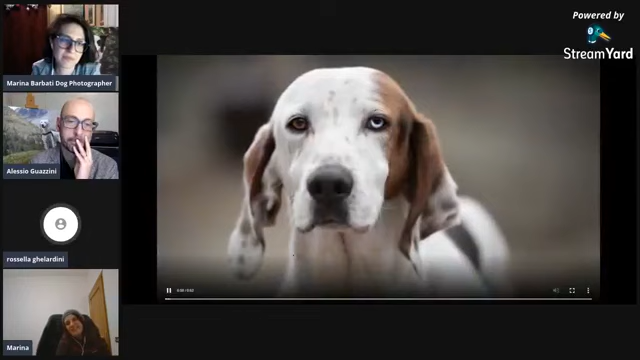 Powered by
StreamYard
Marina Barbati Dog Photographer
Alessio Guazzini
rossella ghelardini
Marina